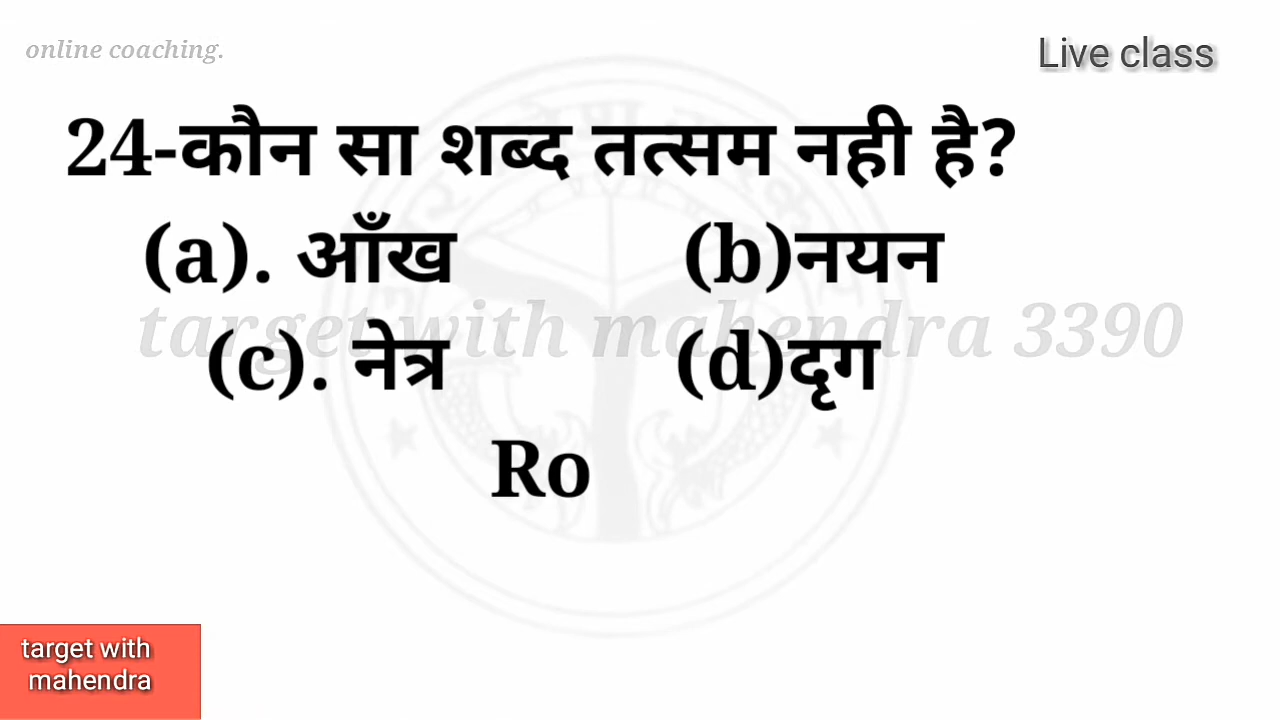 online coaching.
Live class
24-कौन सा शब्द तत्सम नही है?
(a). आँख (b)नयन
target with mahendra 3390
(c). नेत्र (d)दृग
Ro
target with
mahendra